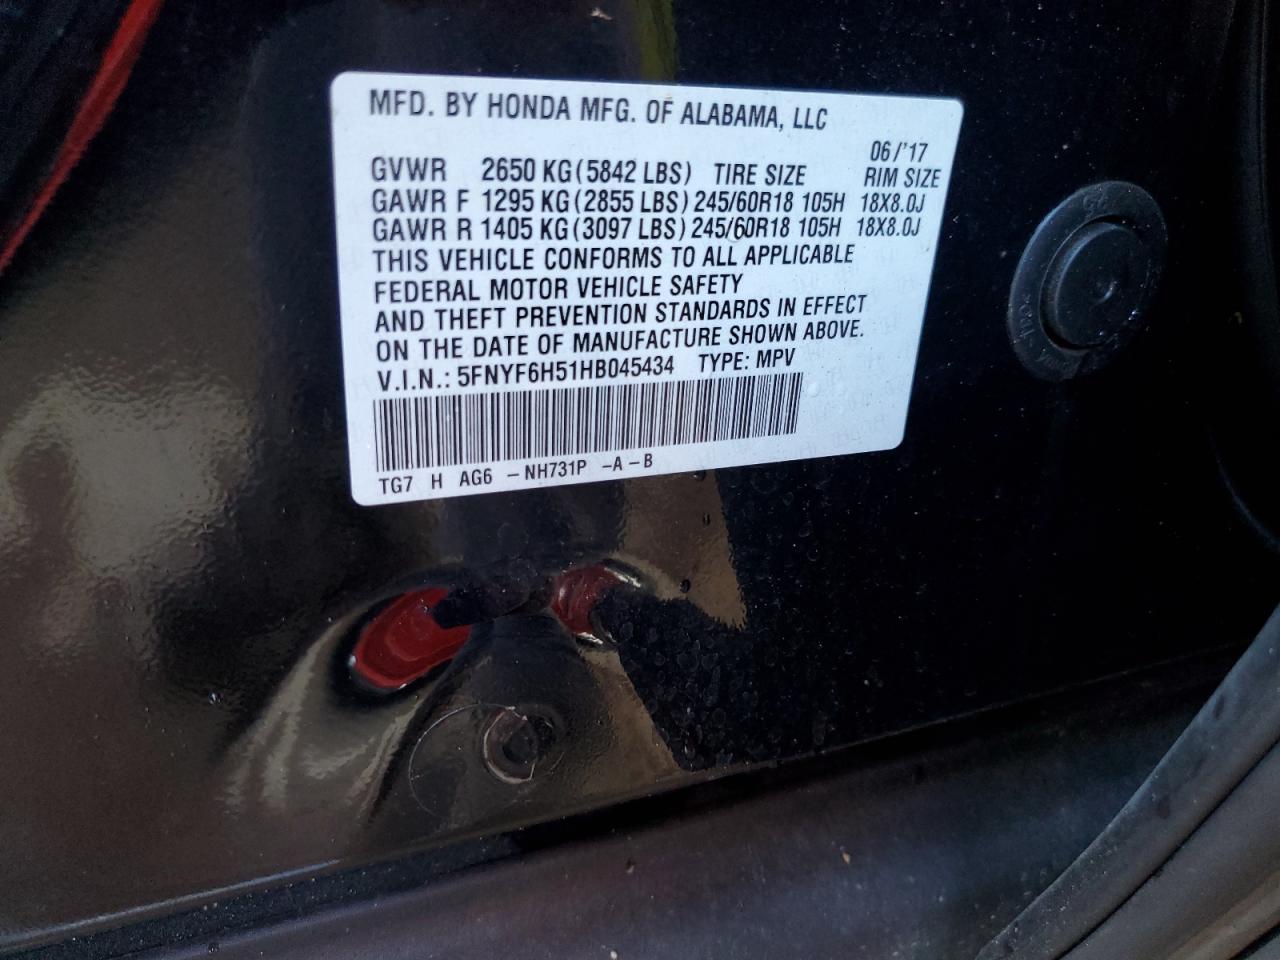 MFD. BY HONDA MFG. OF ALABAMA, LLC
06/'17
GVWR 2650 KG (5842 LBS) TIRE SIZE RIM SIZE
GAWR F 1295 KG (2855 LBS) 245/60R18 105H 18X8.0J
GAWR R 1405 KG (3097 LBS) 245/60R18 105H 18X8.0J
THIS VEHICLE CONFORMS TO ALL APPLICABLE
FEDERAL MOTOR VEHICLE SAFETY
AND THEFT PREVENTION STANDARDS IN EFFECT
ON THE DATE OF MANUFACTURE SHOWN ABOVE.
V.I.N.: 5FNYF6H51HB045434 TYPE: MPV
TG7 H AG6 -NH731P -A-B